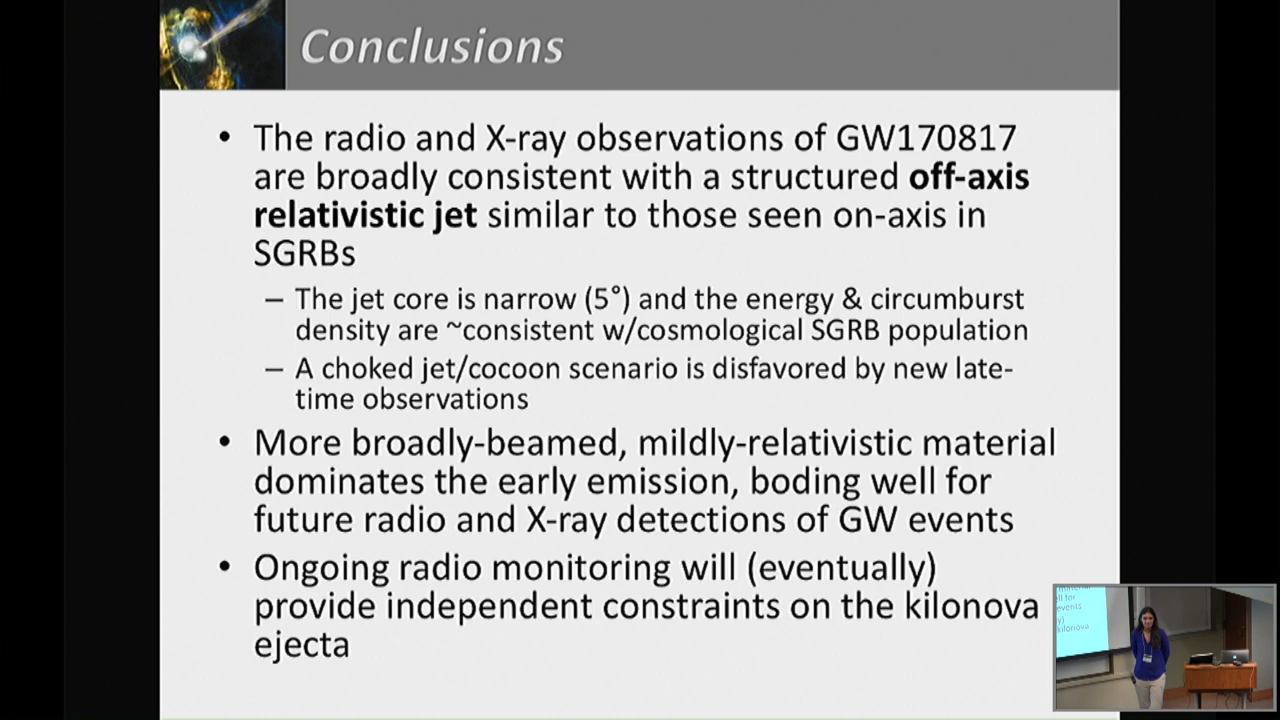 Conclusions
• The radio and X-ray observations of GW170817
are broadly consistent with a structured off-axis
relativistic jet similar to those seen on-axis in
SGRBs
– The jet core is narrow (5°) and the energy & circumburst
density are ~consistent w/cosmological SGRB population
– A choked jet/cocoon scenario is disfavored by new late-
time observations
• More broadly-beamed, mildly-relativistic material
dominates the early emission, boding well for
future radio and X-ray detections of GW events
• Ongoing radio monitoring will (eventually)
provide independent constraints on the kilonova
ejecta
ll for
events
y)
kilonova